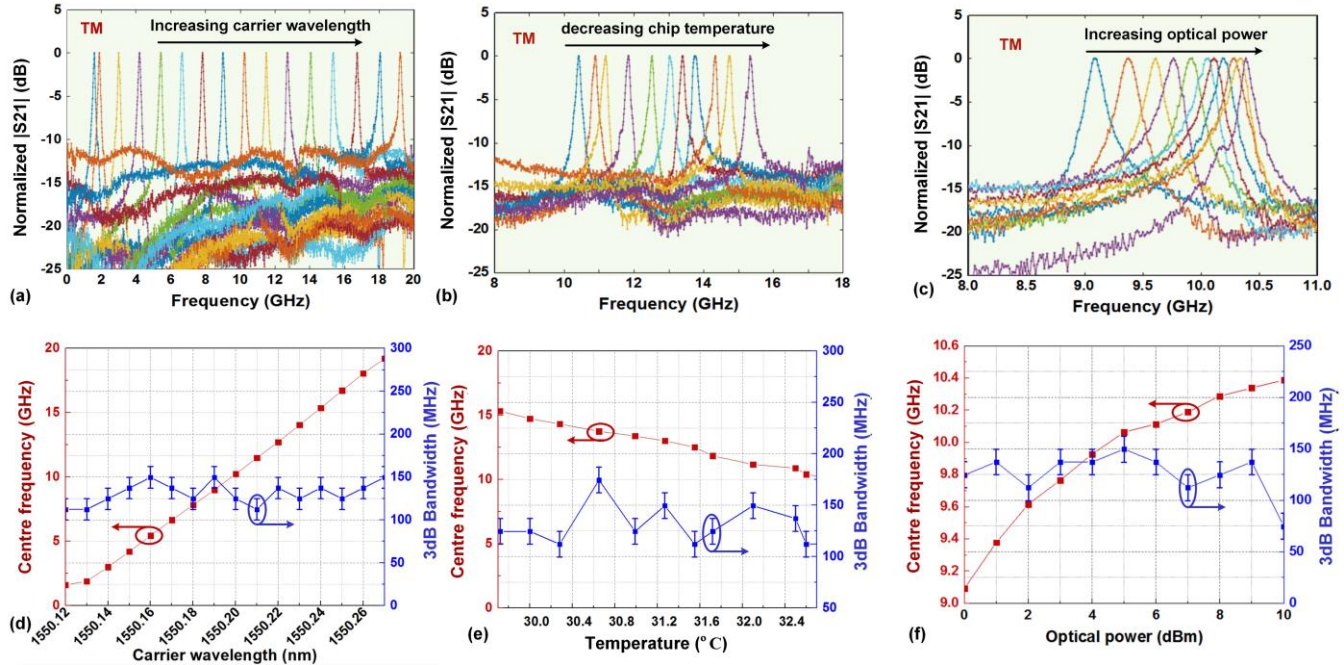 TM
Increasing carrier wavelength
Normalized |S21| (dB)
5
0
-5
-10
-15
-20
-25
0 2 4 6 8 10 12 14 16 18 20
(a)
Frequency (GHz)
TM
decreasing chip temperature
Normalized |S21| (dB)
5
0
-5
-10
-15
-20
-25
8 10 12 14 16 18
(b)
Frequency (GHz)
TM
Increasing optical power
Normalized |S21| (dB)
5
0
-5
-10
-15
-20
-25
8.0 8.5 9.0 9.5 10.0 10.5 11.0
(c)
Frequency (GHz)
Centre frequency (GHz)
20
15
10
5
0
300
250
200
150
100
50
0
3dB Bandwidth (MHz)
1550.12 1550.14 1550.16 1550.18 1550.20 1550.22 1550.24 1550.26
(d)
Carrier wavelength (nm)
Centre frequency (GHz)
20
15
10
5
0
300
250
200
150
100
50
3dB Bandwidth (MHz)
30.0 30.4 30.8 31.2 31.6 32.0 32.4
(e)
Temperature (° C)
Centre frequency (GHz)
10.6
10.4
10.2
10.0
9.8
9.6
9.4
9.2
9.0
250
200
150
100
50
0
3dB Bandwidth (MHz)
0 2 4 6 8 10
(f)
Optical power (dBm)